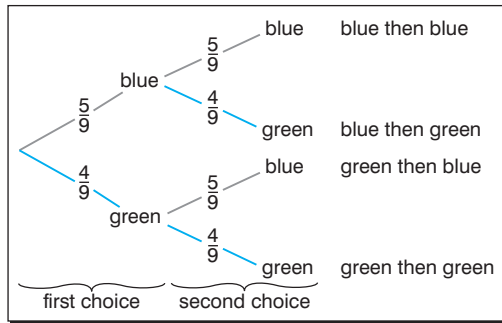 blue blue then blue
5/9
blue
5/9
4/9
green blue then green
blue green then blue
4/9
5/9
green
4/9
green green then green
first choice second choice